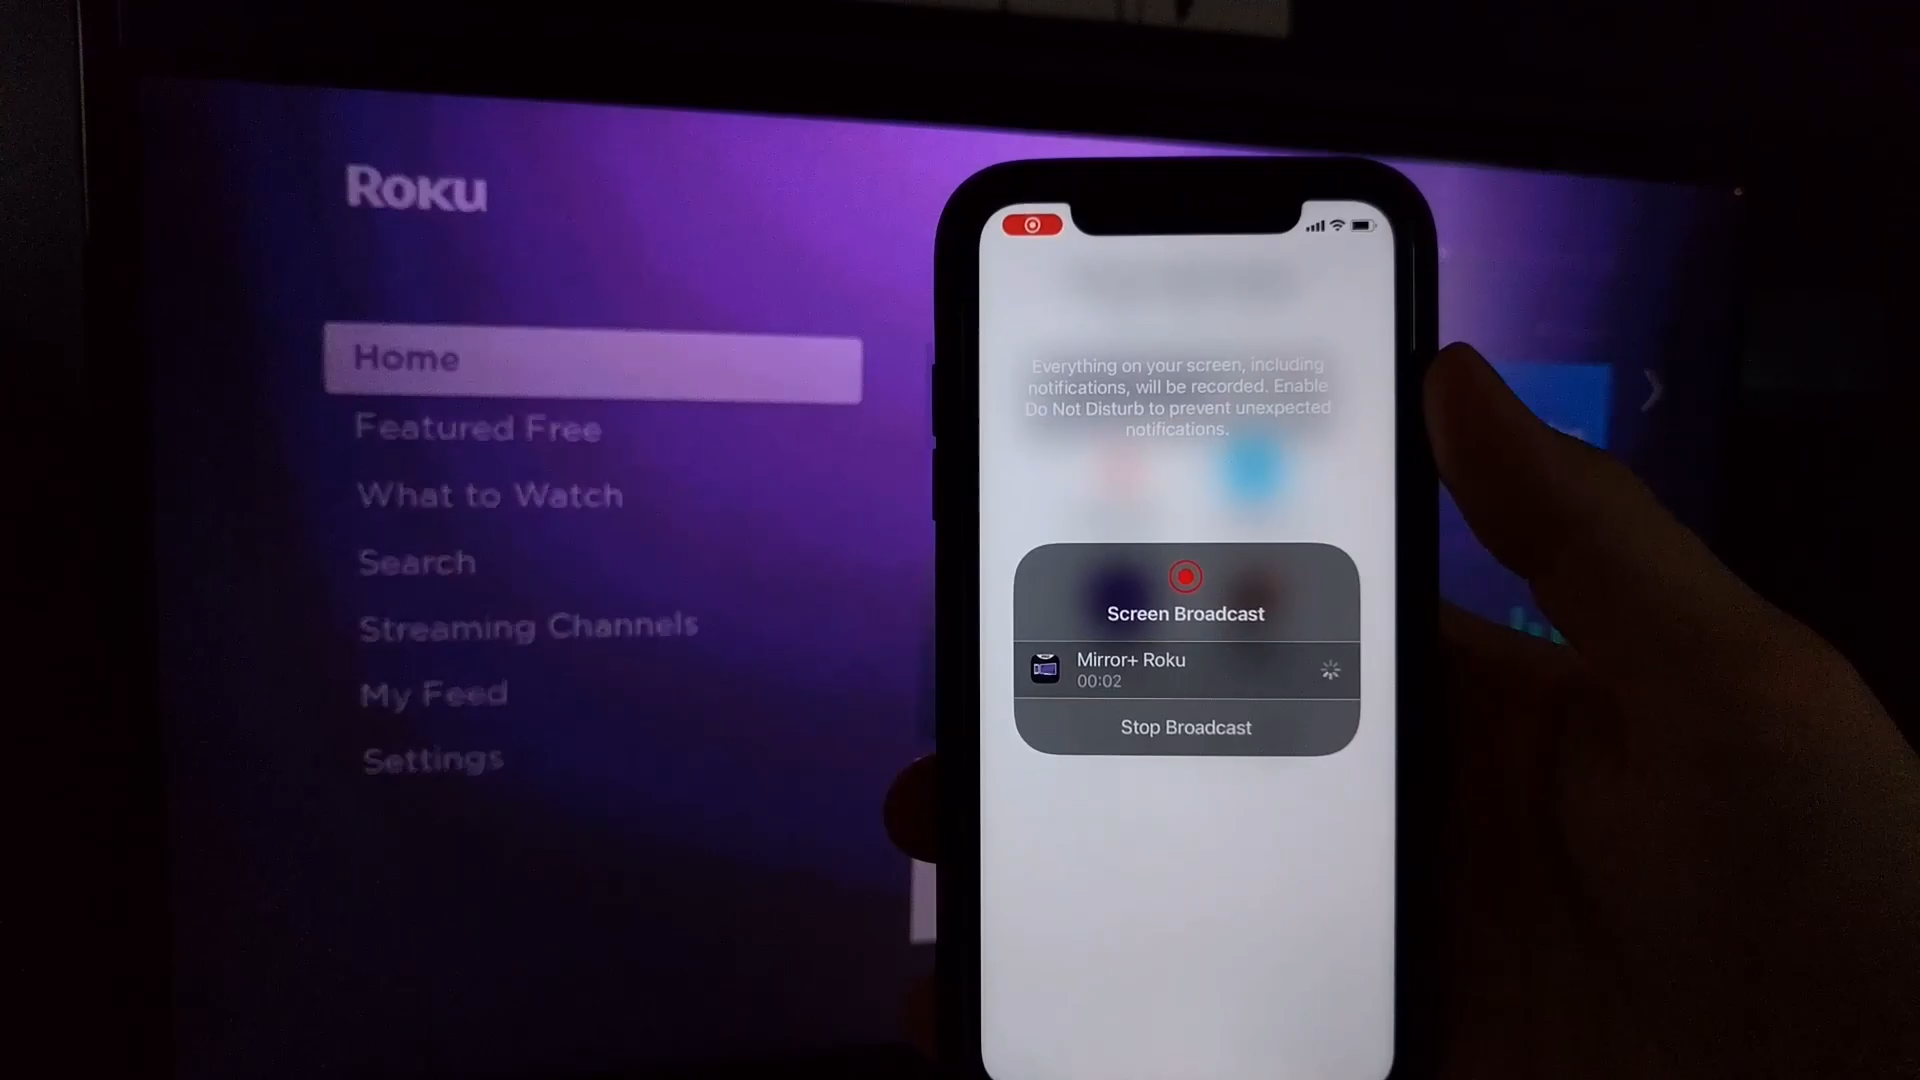 Roku
Home
Featured Free
What to Watch
Search
Streaming Channels
My Feed
Settings
Everything on your screen, including
notifications, will be recorded. Enable
Do Not Disturb to prevent unexpected
notifications.
Screen Broadcast
Mirror+ Roku
00:02
Stop Broadcast